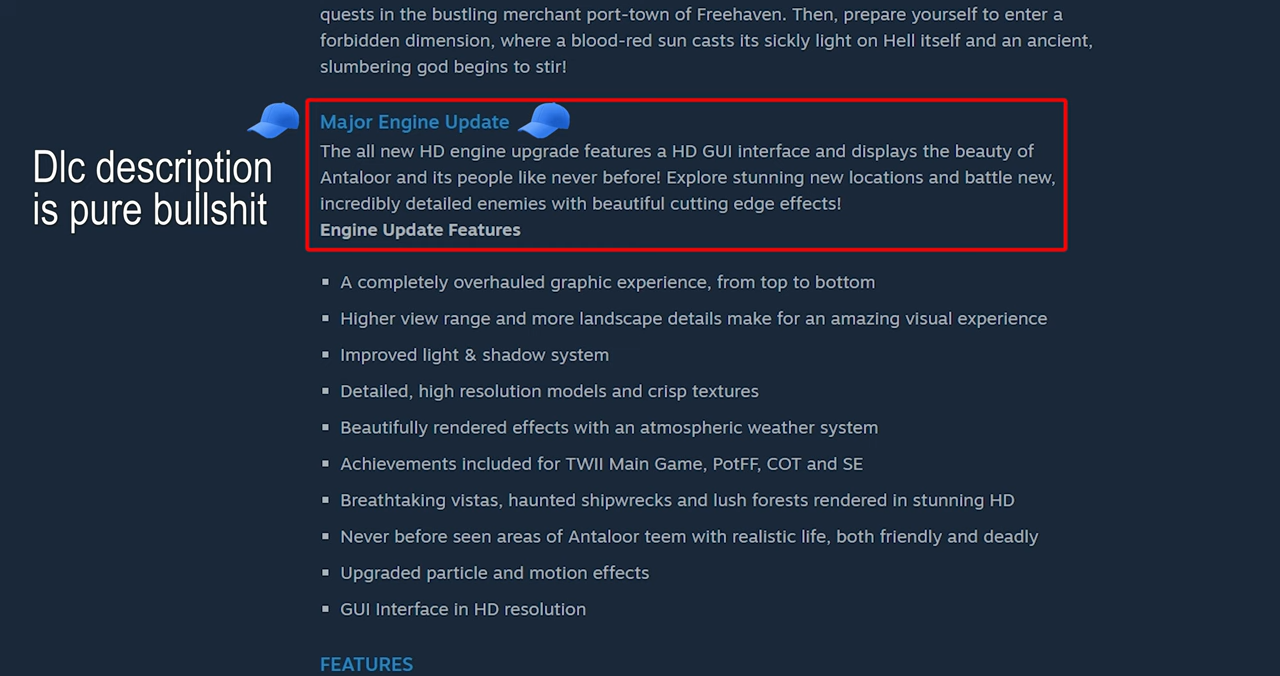 quests in the bustling merchant port-town of Freehaven. Then, prepare yourself to enter a
forbidden dimension, where a blood-red sun casts its sickly light on Hell itself and an ancient,
slumbering god begins to stir!
Major Engine Update
The all new HD engine upgrade features a HD GUI interface and displays the beauty of
Antaloor and its people like never before! Explore stunning new locations and battle new,
incredibly detailed enemies with beautiful cutting edge effects!
Engine Update Features
Dlc description
is pure bullshit
▪ A completely overhauled graphic experience, from top to bottom
▪ Higher view range and more landscape details make for an amazing visual experience
▪ Improved light & shadow system
▪ Detailed, high resolution models and crisp textures
▪ Beautifully rendered effects with an atmospheric weather system
▪ Achievements included for TWII Main Game, PotFF, COT and SE
▪ Breathtaking vistas, haunted shipwrecks and lush forests rendered in stunning HD
▪ Never before seen areas of Antaloor teem with realistic life, both friendly and deadly
▪ Upgraded particle and motion effects
▪ GUI Interface in HD resolution
FEATURES